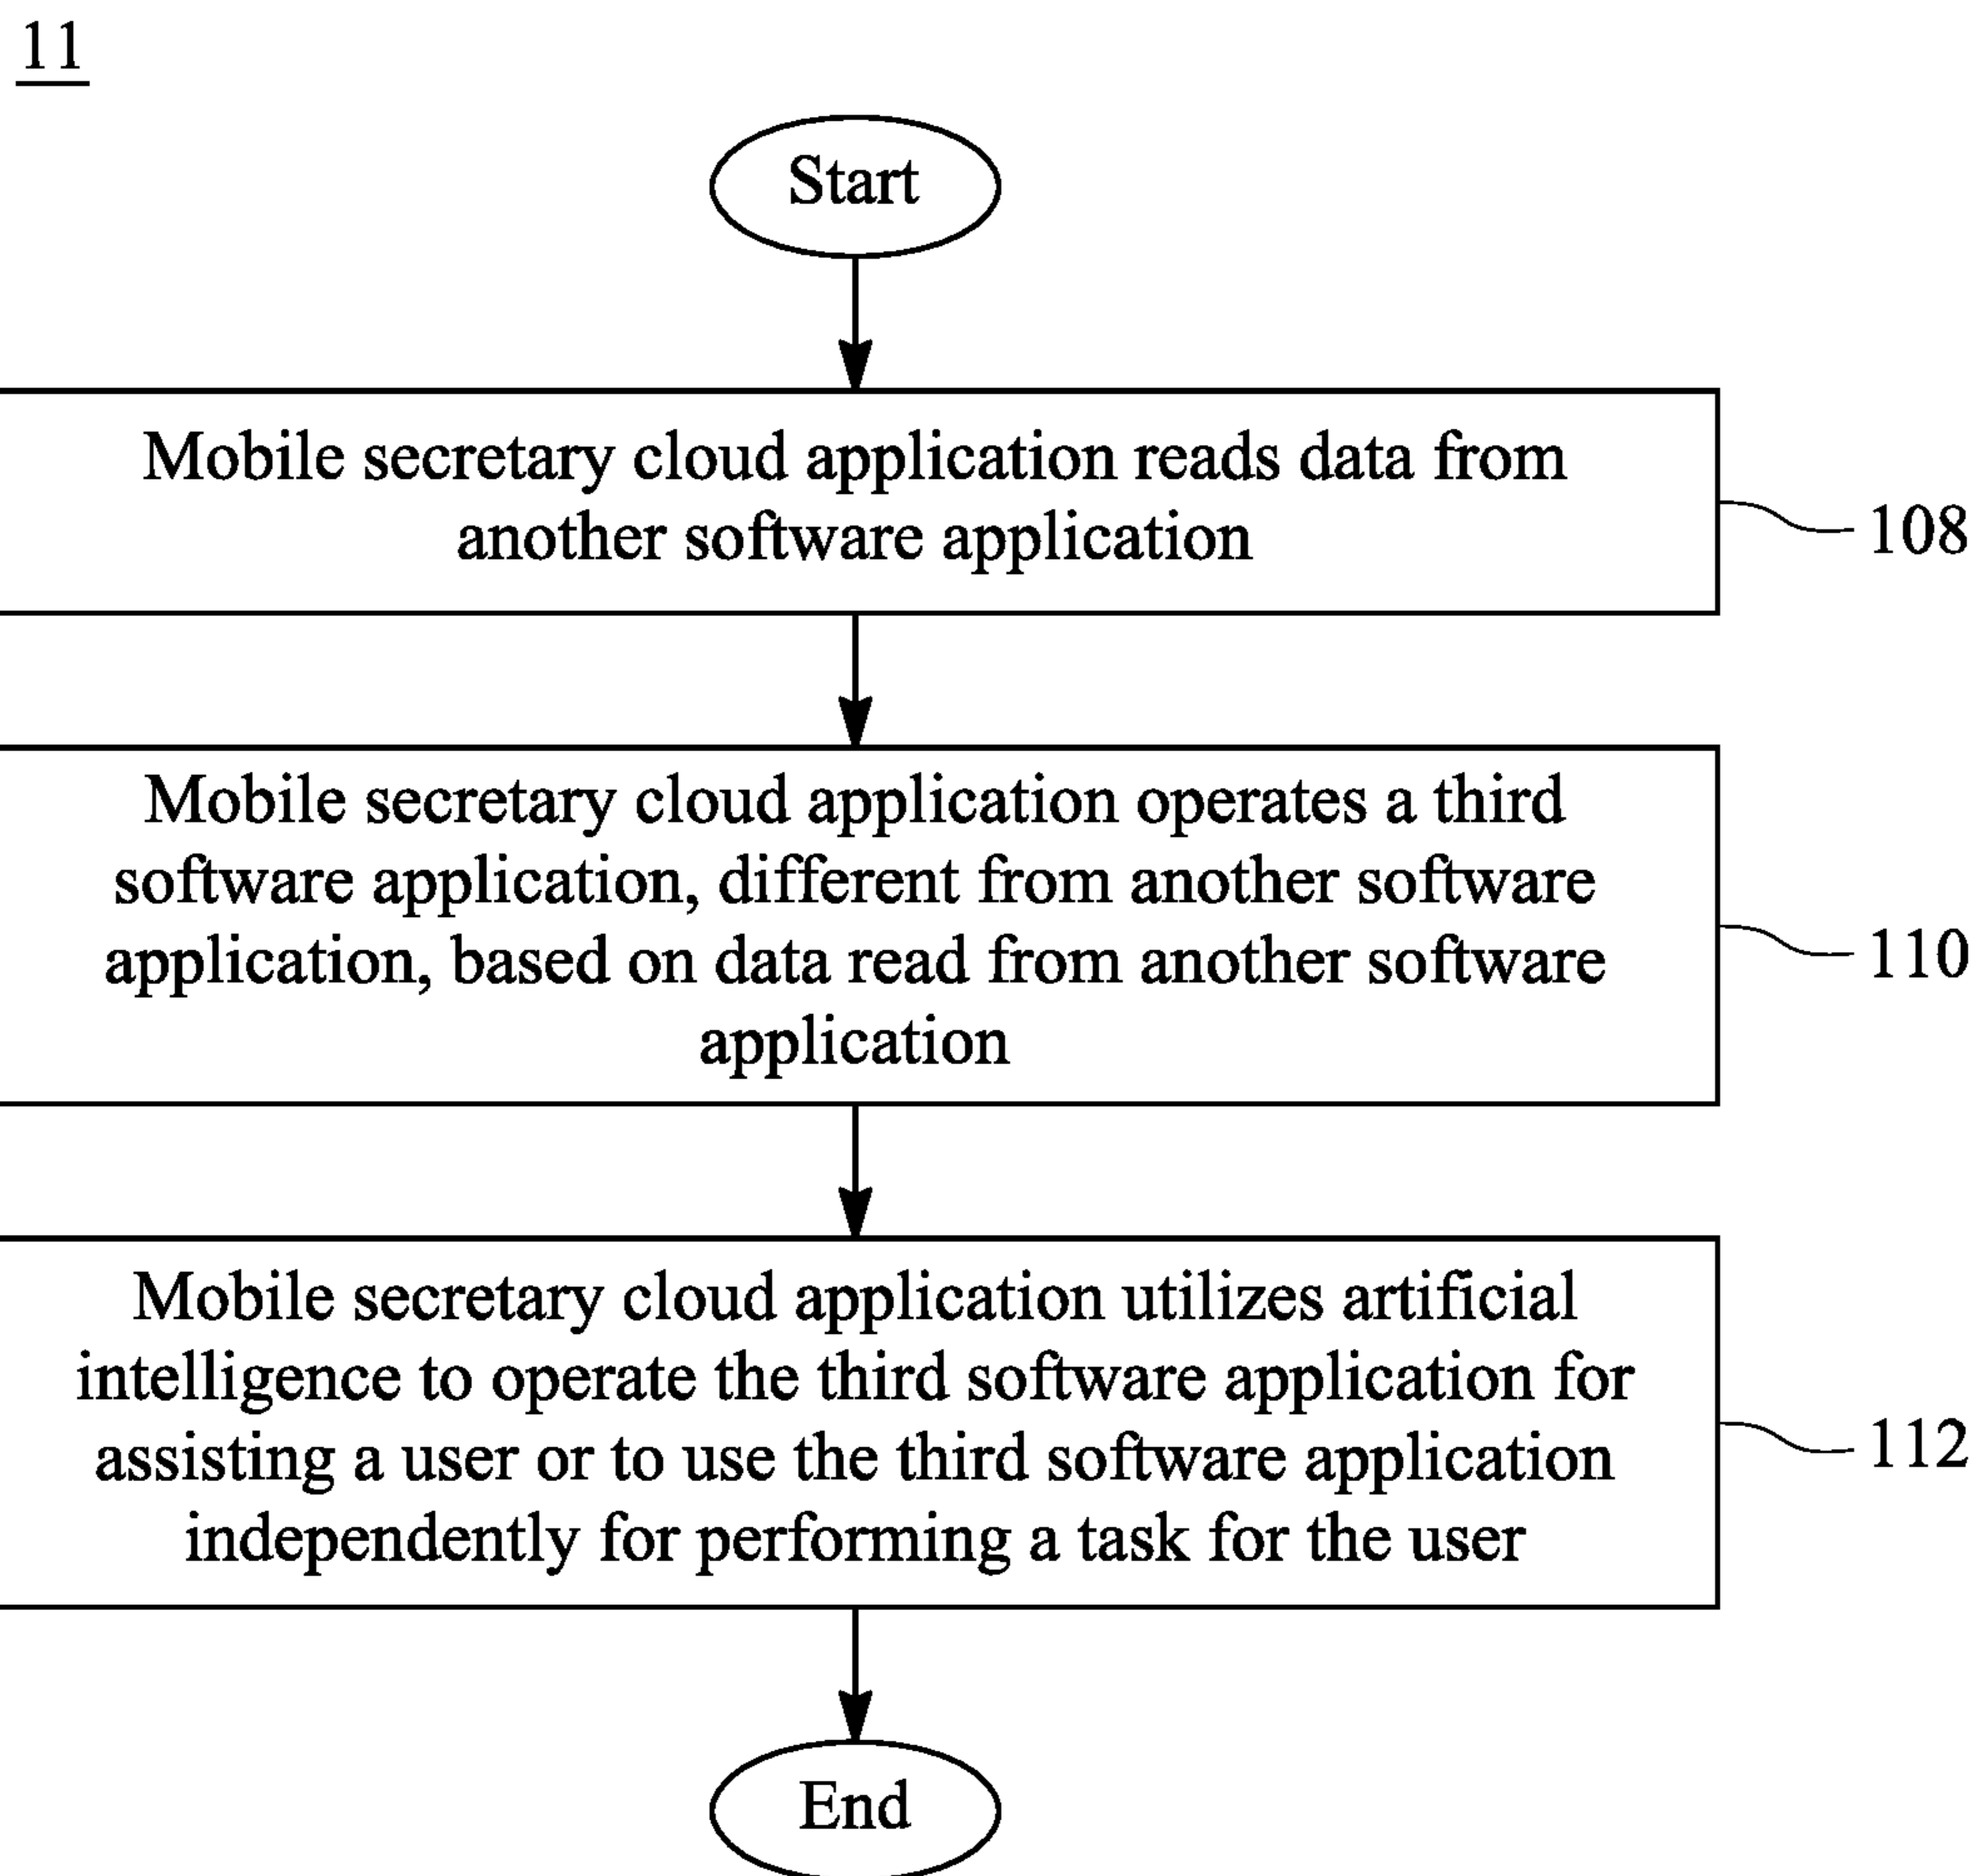 11
Start
Mobile secretary cloud application reads data from
another software application
108
Mobile secretary cloud application operates a third
software application, different from another software
application, based on data read from another software
application
110
Mobile secretary cloud application utilizes artificial
intelligence to operate the third software application for
assisting a user or to use the third software application
independently for performing a task for the user
112
End